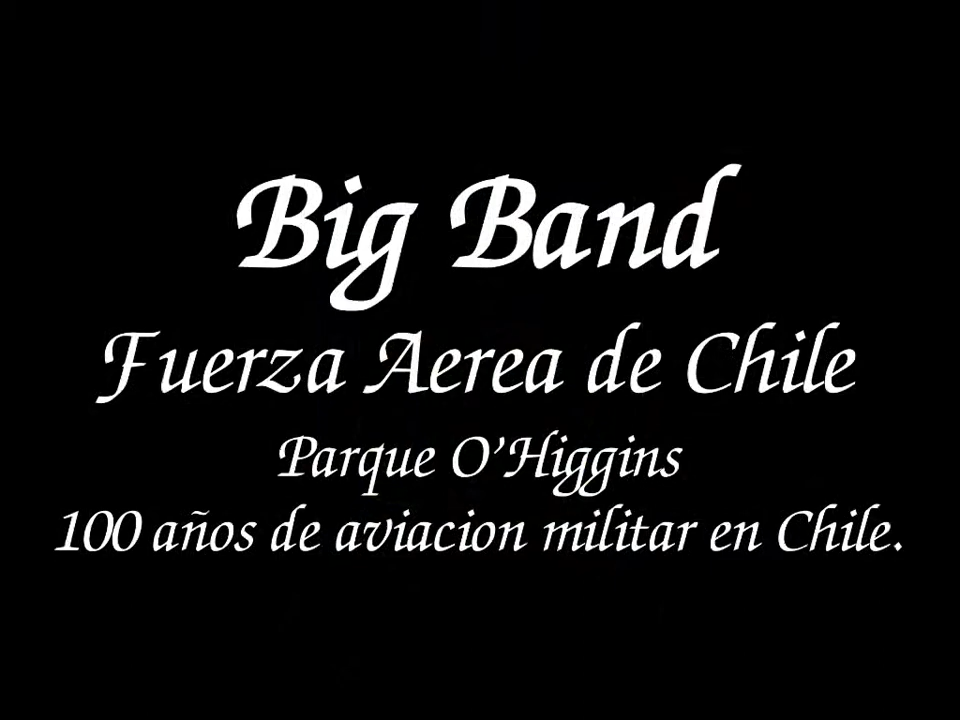 Big Band
Fuerza Aerea de Chile
Parque O’Higgins
100 años de aviacion militar en Chile.